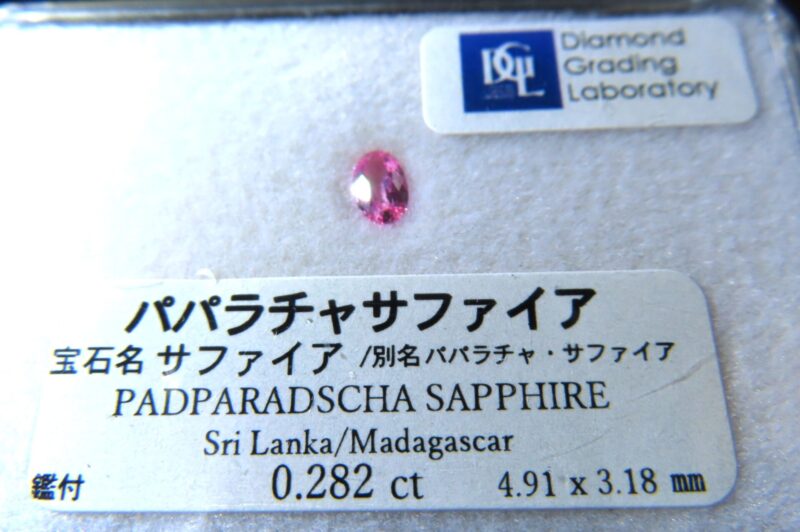 DGL
Diamond
Grading
Laboratory
パパラチャサファイア
宝石名 サファイア /別名 パパラチャ・サファイア
PADPARADSCHA SAPPHIRE
Sri Lanka/Madagascar
鑑付 0.282 ct 4.91 x 3.18 mm